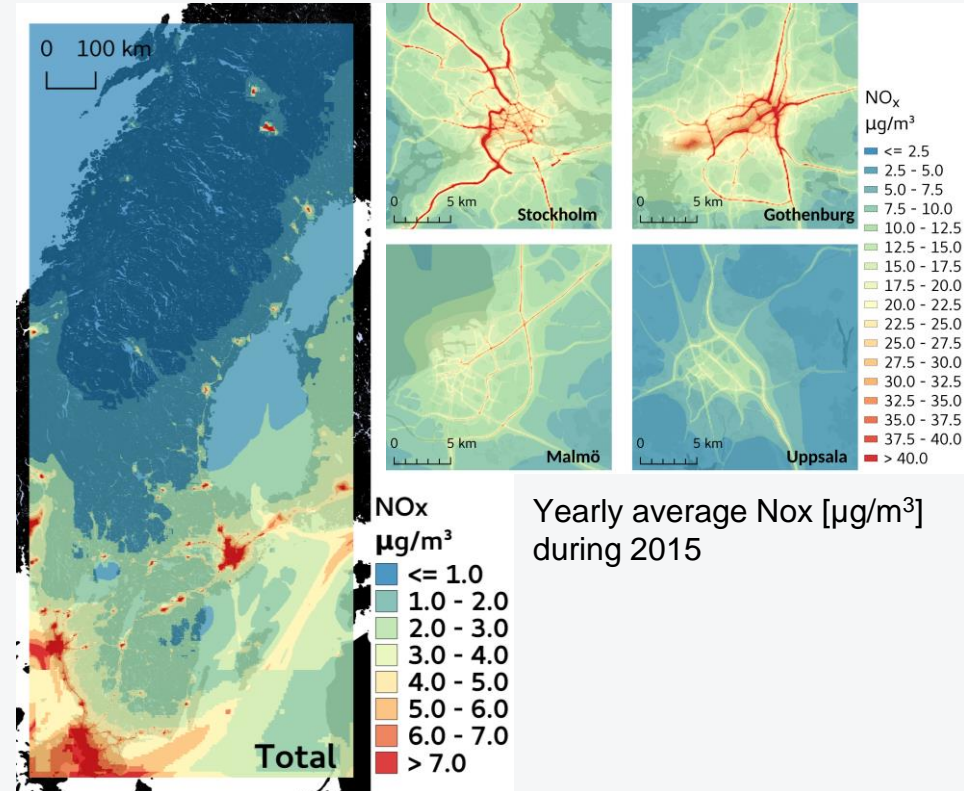 0 100 km
Total
NOx
µg/m³
<= 1.0
1.0 - 2.0
2.0 - 3.0
3.0 - 4.0
4.0 - 5.0
5.0 - 6.0
6.0 - 7.0
> 7.0
0 5 km
Stockholm
0 5 km
Gothenburg
0 5 km
Malmö
0 5 km
Uppsala
NOₓ
µg/m³
<= 2.5
2.5 - 5.0
5.0 - 7.5
7.5 - 10.0
10.0 - 12.5
12.5 - 15.0
15.0 - 17.5
17.5 - 20.0
20.0 - 22.5
22.5 - 25.0
25.0 - 27.5
27.5 - 30.0
30.0 - 32.5
32.5 - 35.0
35.0 - 37.5
37.5 - 40.0
> 40.0
Yearly average Nox [µg/m³]
during 2015